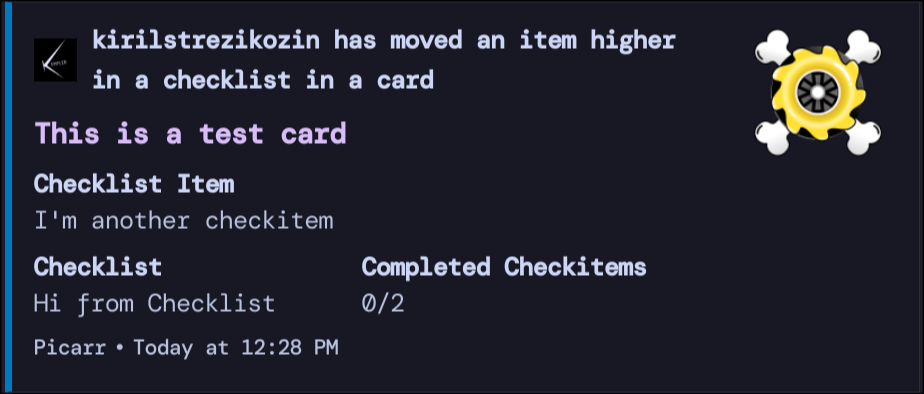 kirilstrezikozin has moved an item higher
in a checklist in a card
This is a test card
Checklist Item
I'm another checkitem
Checklist Completed Checkitems
Hi from Checklist 0/2
Picarr • Today at 12:28 PM